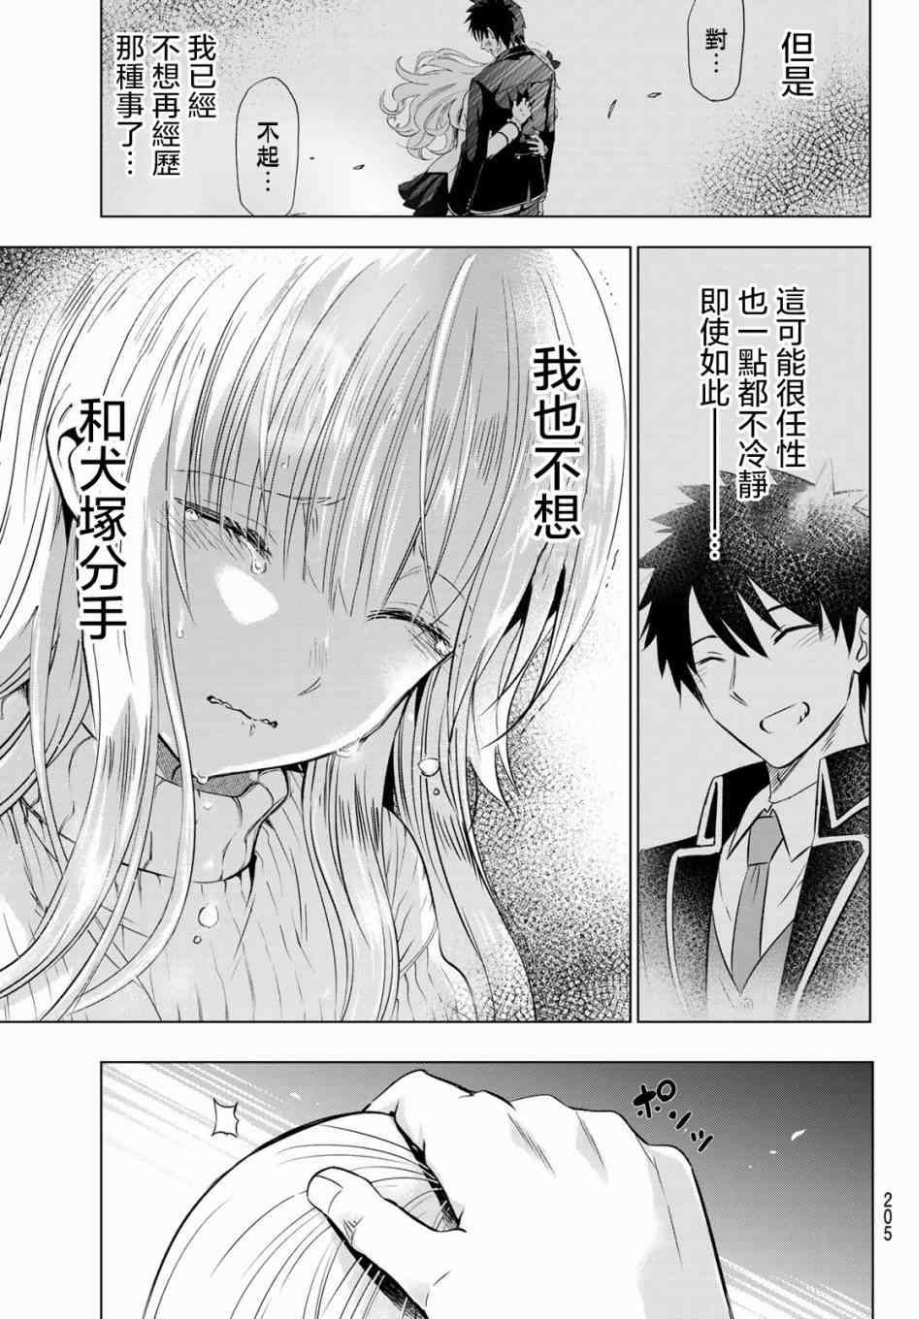 但是
對…
不起…
我已經
不想再經歷
那種事了…
這可能很任性
也一點都不冷靜
即使如此——…
我也不想
和犬塚分手
ポンッ
205